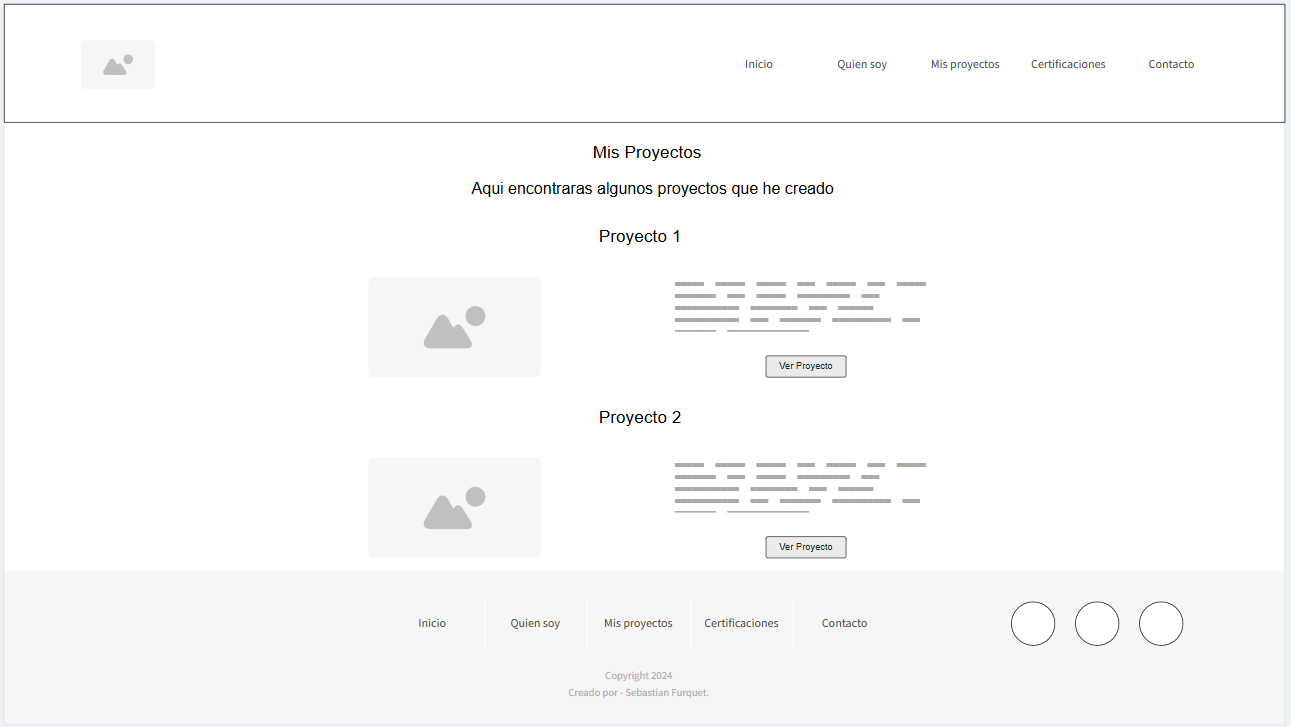 Inicio Quien soy Mis proyectos Certificaciones Contacto
Mis Proyectos
Aqui encontraras algunos proyectos que he creado
Proyecto 1
Ver Proyecto
Proyecto 2
Ver Proyecto
Inicio Quien soy Mis proyectos Certificaciones Contacto
Copyright 2024
Creado por - Sebastian Furquet.